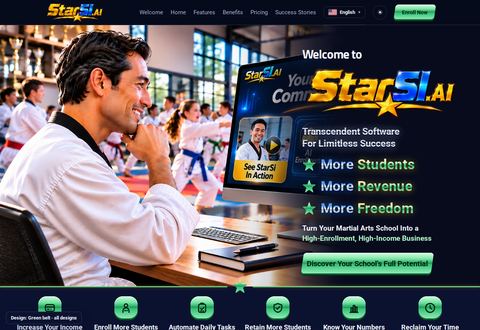 StarSI.AI
Welcome
Home
Features
Benefits
Pricing
Success Stories
English
Enroll Now
Welcome to
StarSI.AI
StarSI
See StarSI
In Action
Transcendent Software
For Limitless Success
More Students
More Revenue
More Freedom
Turn Your Martial Arts School Into a
High-Enrollment, High-Income Business
Discover Your School's Full Potential
Design: Green belt - all designs
Increase Your Income
Enroll More Students
Automate Daily Tasks
Retain More Students
Know Your Numbers
Reclaim Your Time